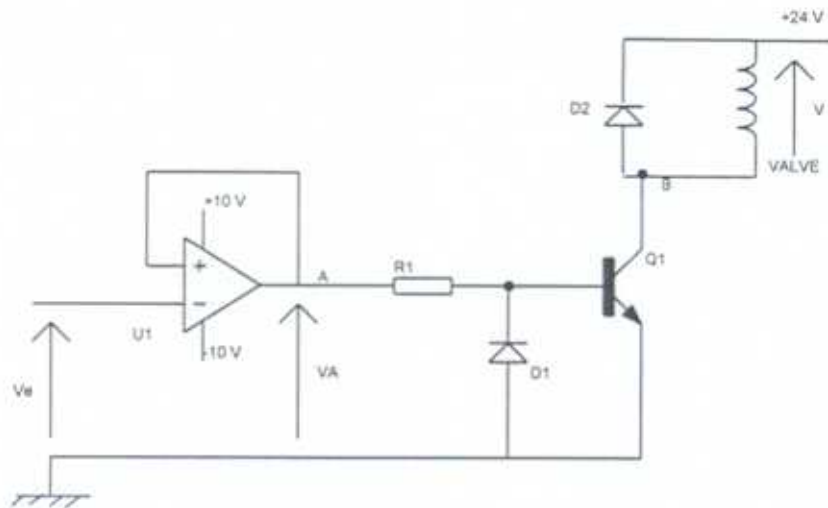 +24 V
D2
V
VALVE
B
+10 V
Q1
+
A
R1
-
U1
-10 V
VA
D1
Ve